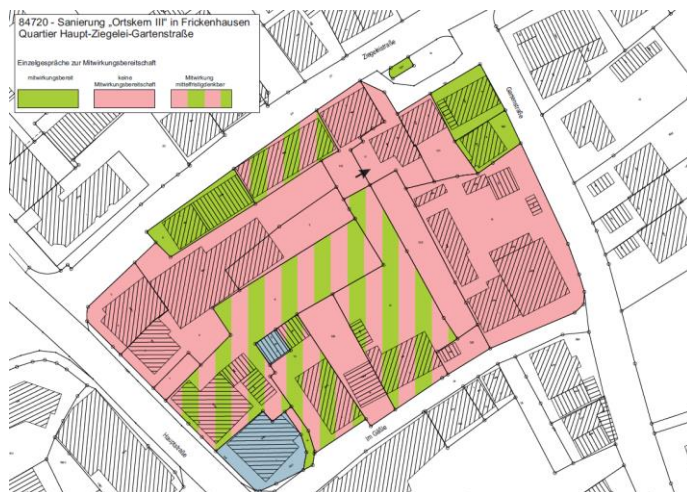 84720 - Sanierung „Ortskern III“ in Frickenhausen
Quartier Haupt-Ziegelei-Gartenstraße
Einzelgespräche zur Mitwirkungsbereitschaft
mitwirkungsbereit
keine
Mitwirkungsbereitschaft
Mitwirkung
mittelfristig denkbar
Ziegeleistraße
Gartenstraße
Hauptstraße
Im Gäßle